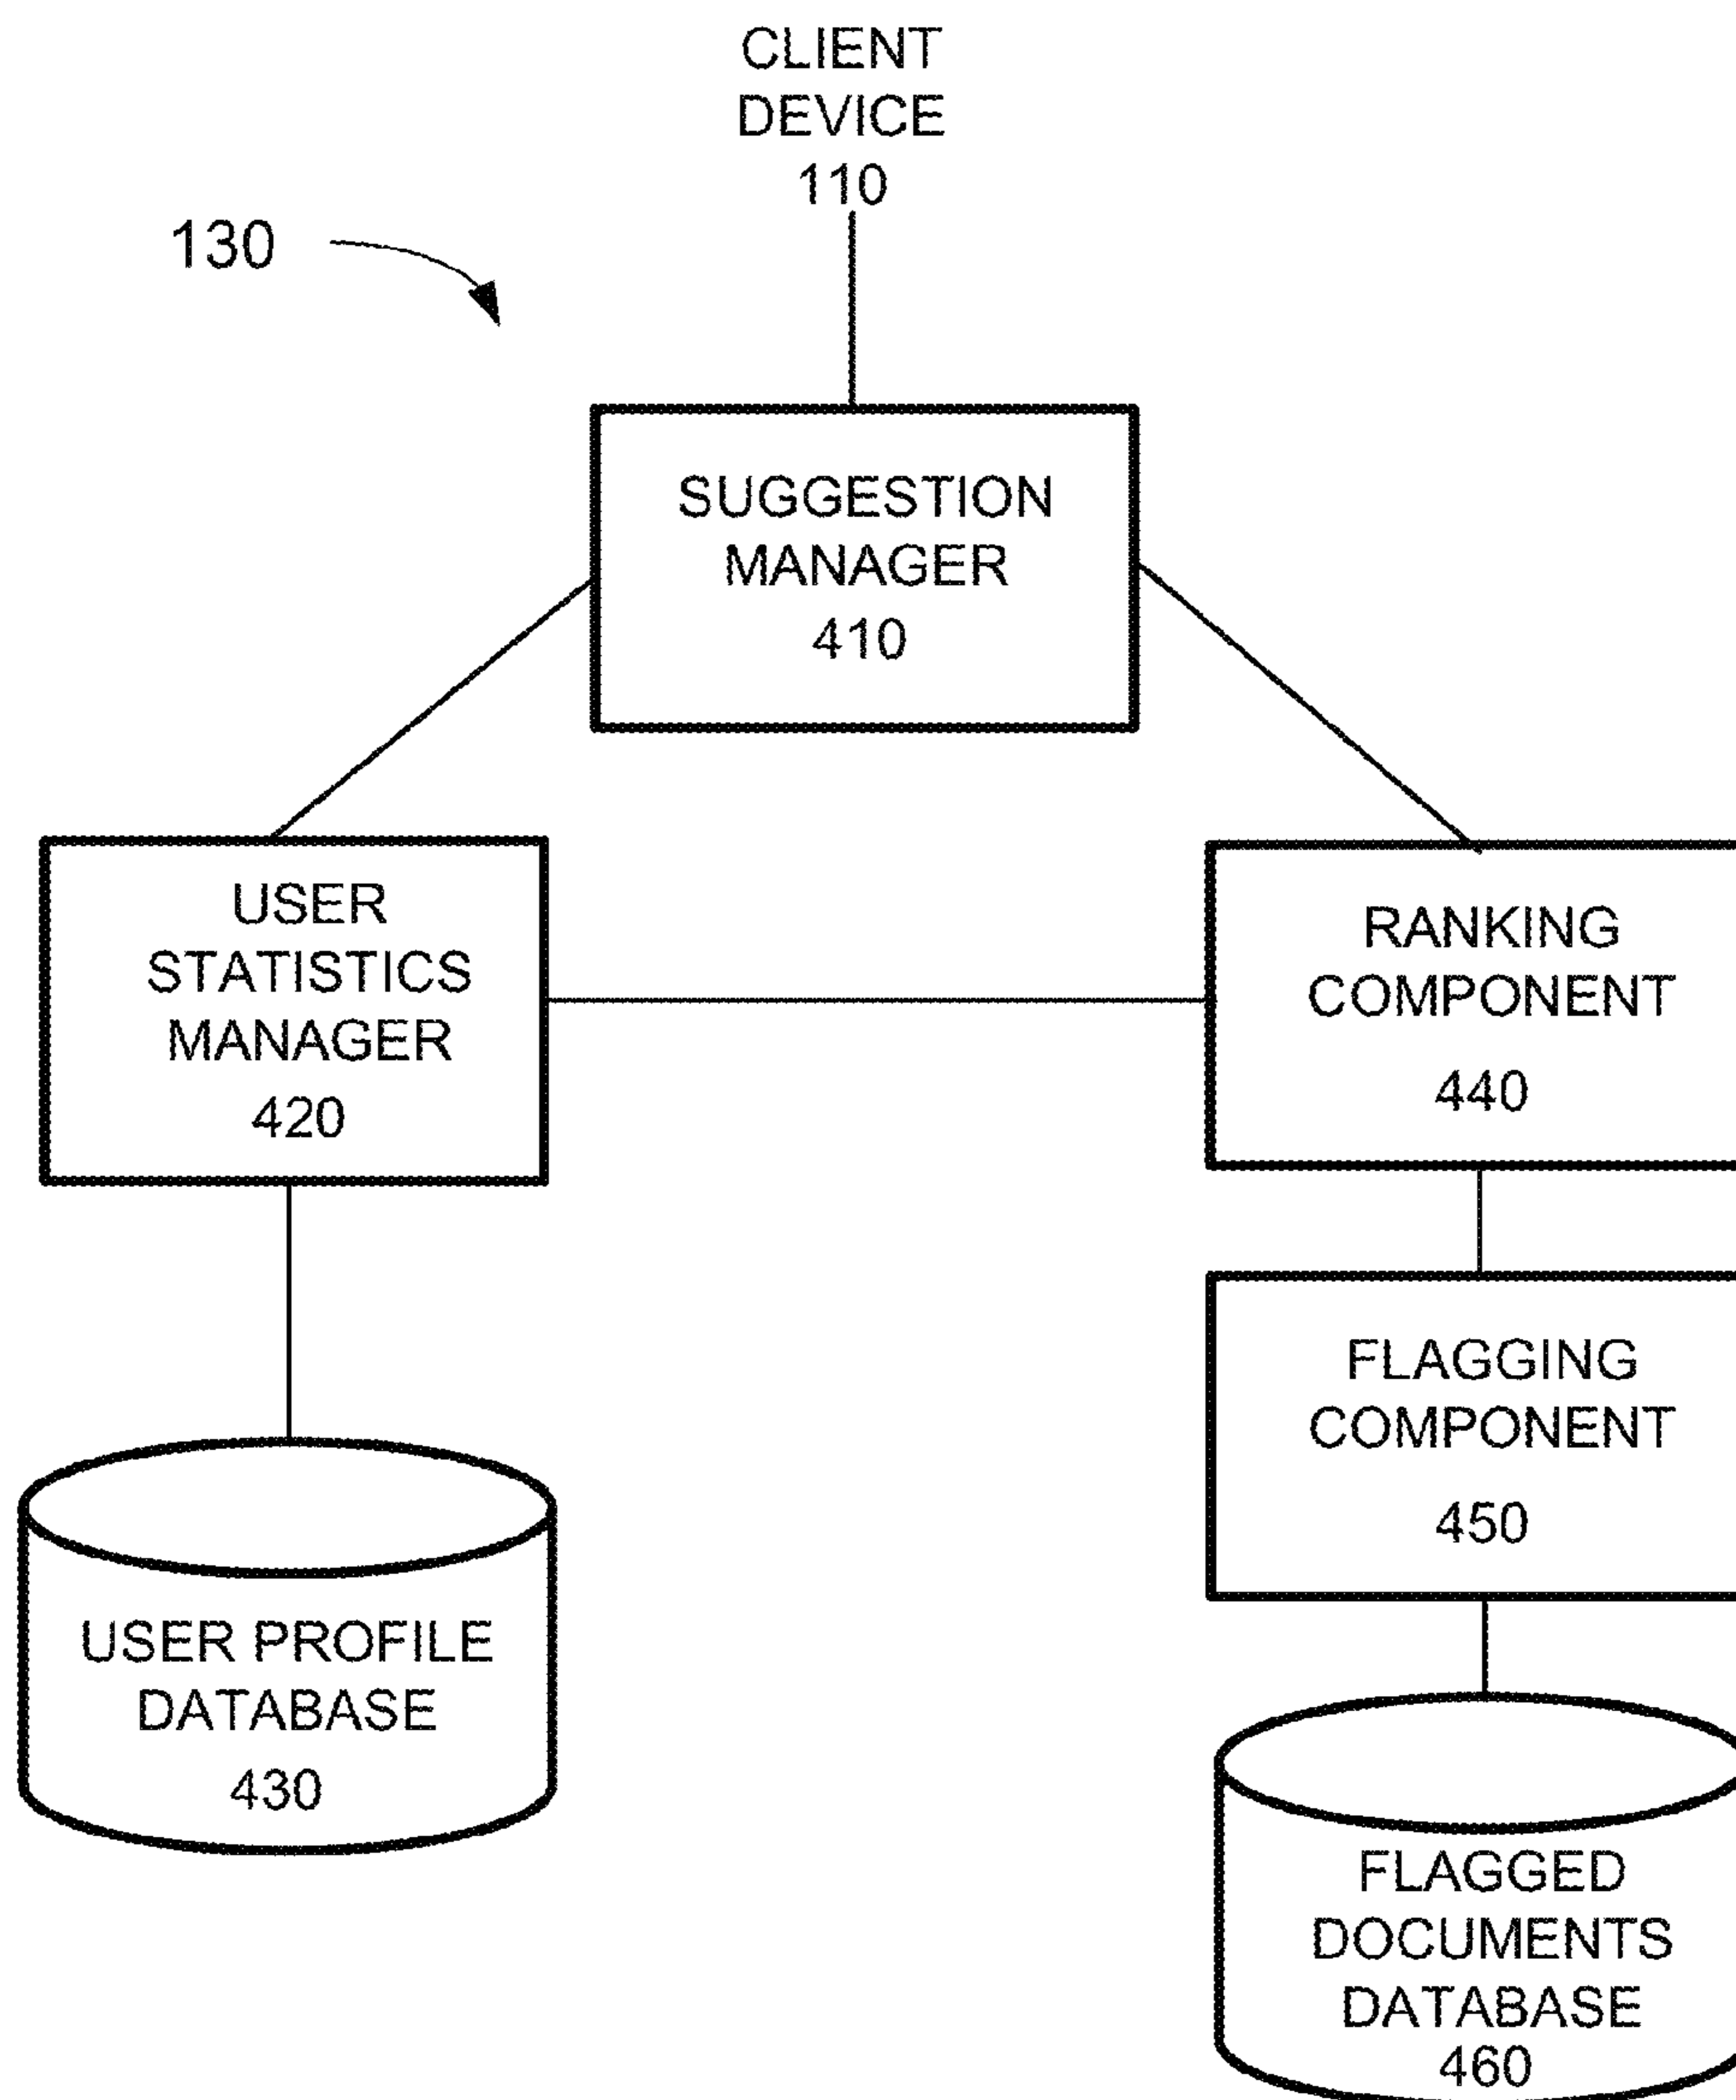 CLIENT
DEVICE
110
130
SUGGESTION
MANAGER
410
USER
STATISTICS
MANAGER
420
RANKING
COMPONENT
440
FLAGGING
COMPONENT
450
USER PROFILE
DATABASE
430
FLAGGED
DOCUMENTS
DATABASE
460